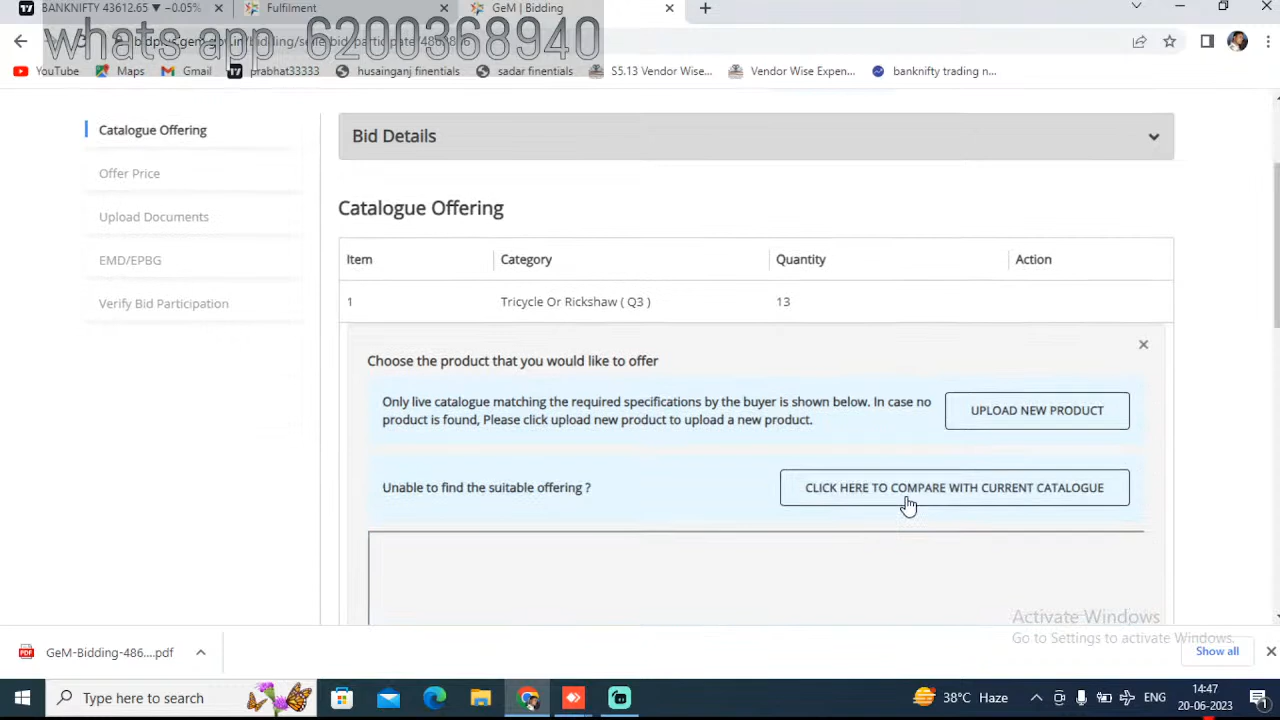 BANKNIFTY 43612.65 ▼ −0.05%
Fulfilment
GeM | Bidding
whats app 6200368940
YouTube
Maps
Gmail
prabhat33333
husainganj finentials
sadar finentials
S5.13 Vendor Wise...
Vendor Wise Expen...
banknifty trading n...
Catalogue Offering
Offer Price
Upload Documents
EMD/EPBG
Verify Bid Participation
Bid Details
Catalogue Offering
Item Category Quantity Action
1 Tricycle Or Rickshaw ( Q3 ) 13
Choose the product that you would like to offer
Only live catalogue matching the required specifications by the buyer is shown below. In case no
product is found, Please click upload new product to upload a new product.
UPLOAD NEW PRODUCT
Unable to find the suitable offering ?
CLICK HERE TO COMPARE WITH CURRENT CATALOGUE
Activate Windows
Go to Settings to activate Windows.
GeM-Bidding-486....pdf
Show all
Type here to search
38°C Haze
ENG
14:47
20-06-2023